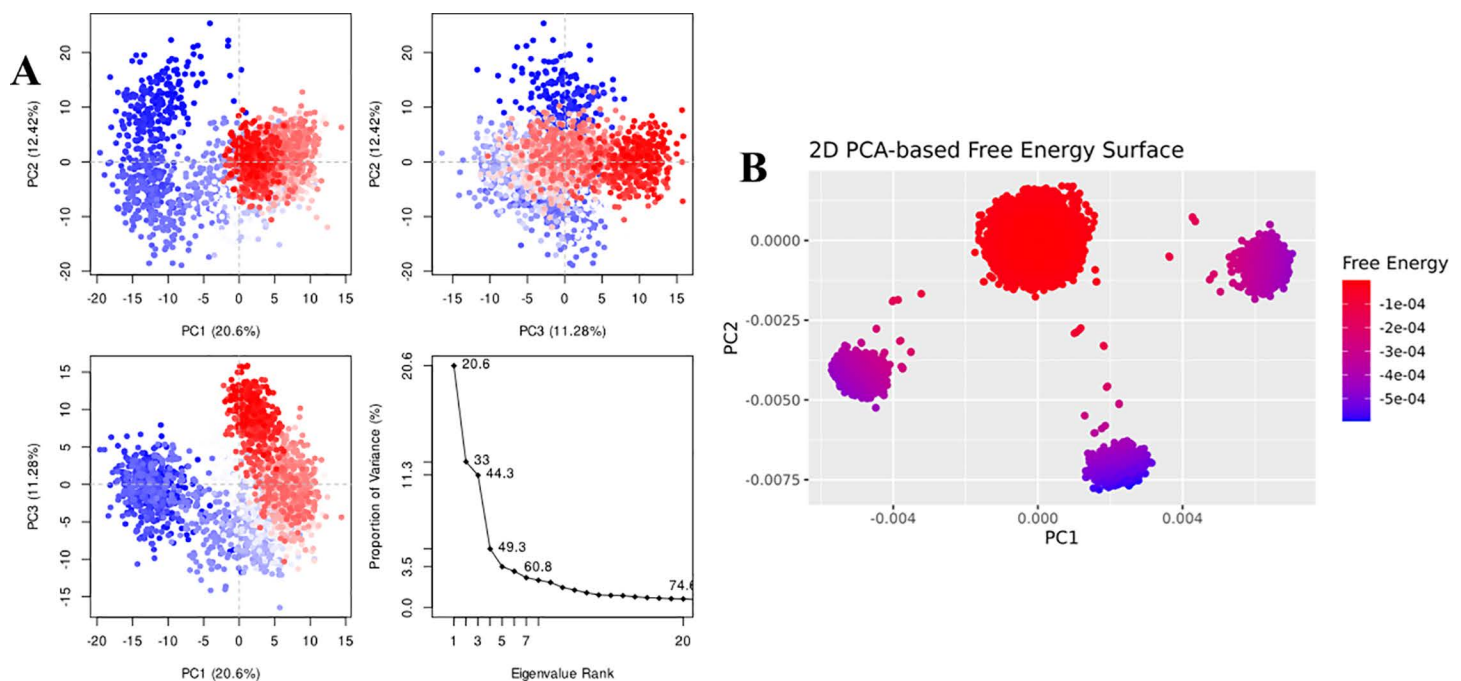 A
20
10
0
-10
-20
PC2 (12.42%)
-20 -15 -10 -5 0 5 10 15
PC1 (20.6%)
20
10
0
-10
-20
PC2 (12.42%)
-15 -10 -5 0 5 10 15
PC3 (11.28%)
15
10
5
0
-5
-10
-15
PC3 (11.28%)
-20 -15 -10 -5 0 5 10 15
PC1 (20.6%)
20.6
11.3
3.5
0.0
Proportion of Variance (%)
20.6
33
44.3
49.3
60.8
74.6
1 3 5 7 20
Eigenvalue Rank
B
2D PCA-based Free Energy Surface
0.0000
-0.0025
-0.0050
-0.0075
PC2
-0.004 0.000 0.004
PC1
Free Energy
-1e-04
-2e-04
-3e-04
-4e-04
-5e-04